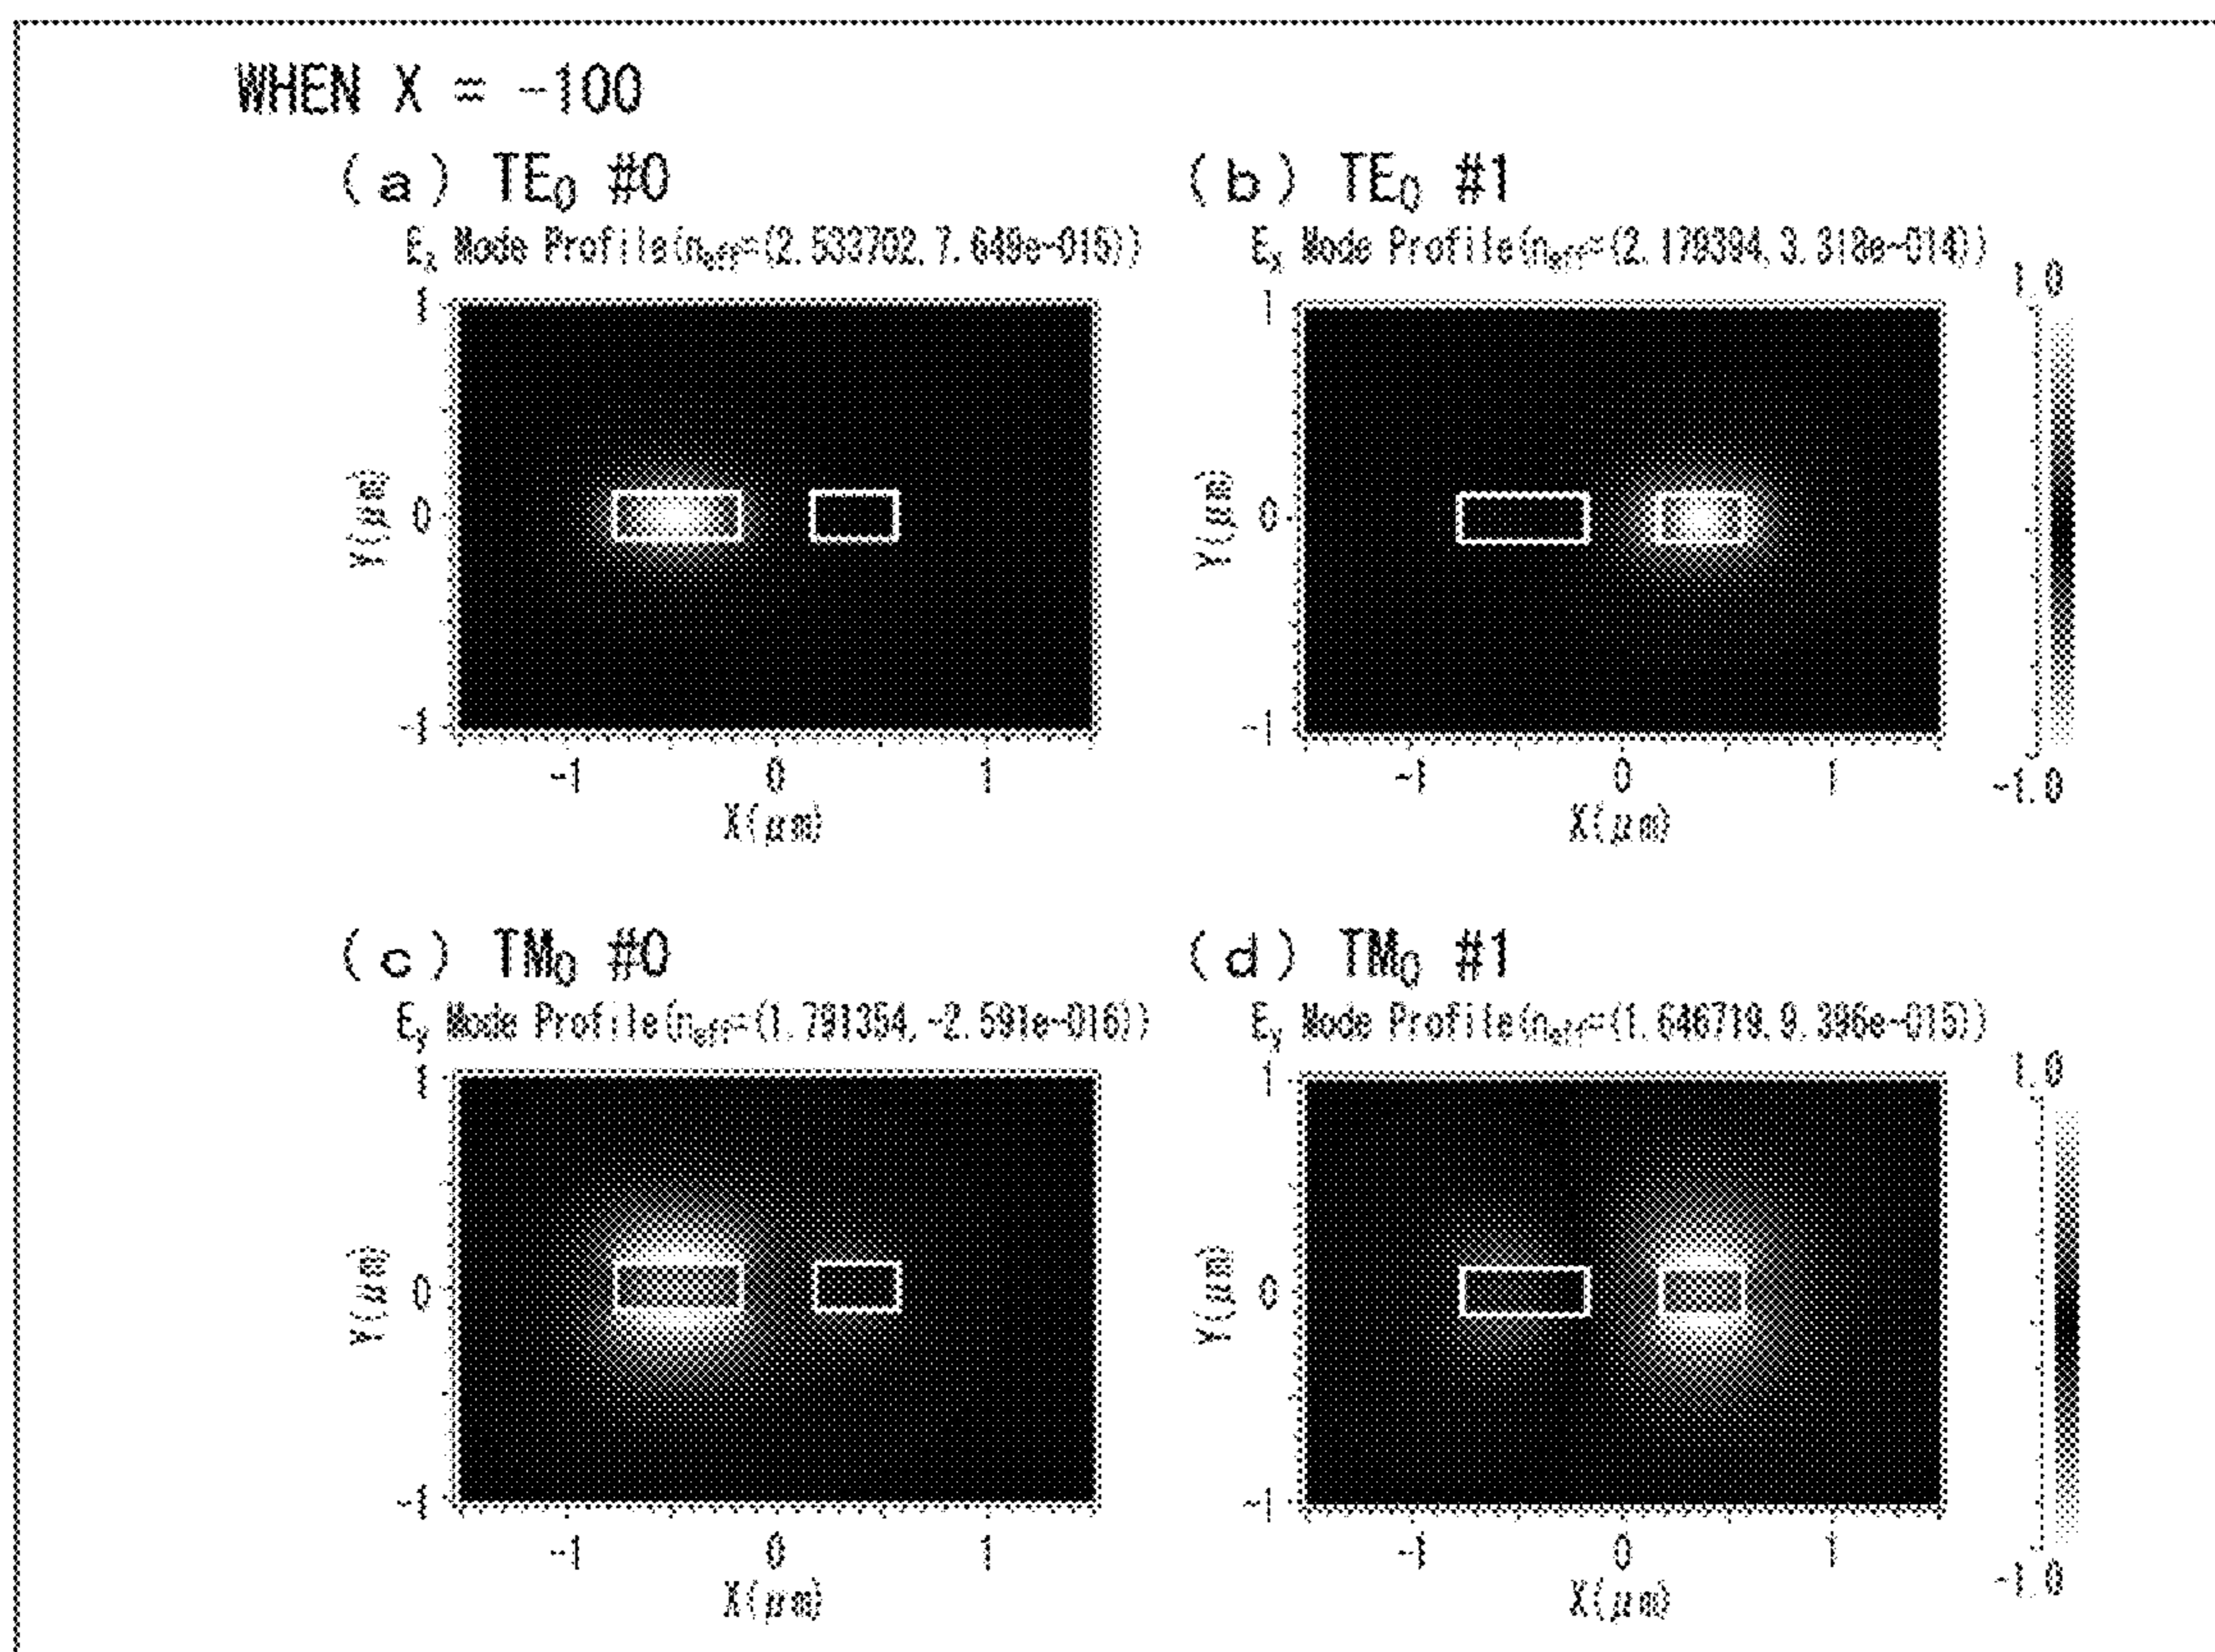 WHEN X = -100
(a) TE0 #0
(b) TE0 #1
Ex Mode Profile(neff=(2.533702, 7.649e-015))
Ex Mode Profile(neff=(2.179394, 3.318e-014))
1.0
1
0
-1
Y(μm)
-1 0 1
X(μm)
1
0
-1
Y(μm)
-1 0 1
X(μm)
-1.0
(c) TM0 #0
(d) TM0 #1
Ey Mode Profile(neff=(1.791354, -2.591e-016))
Ey Mode Profile(neff=(1.646719, 9.396e-015))
1.0
1
0
-1
Y(μm)
-1 0 1
X(μm)
1
0
-1
Y(μm)
-1 0 1
X(μm)
-1.0